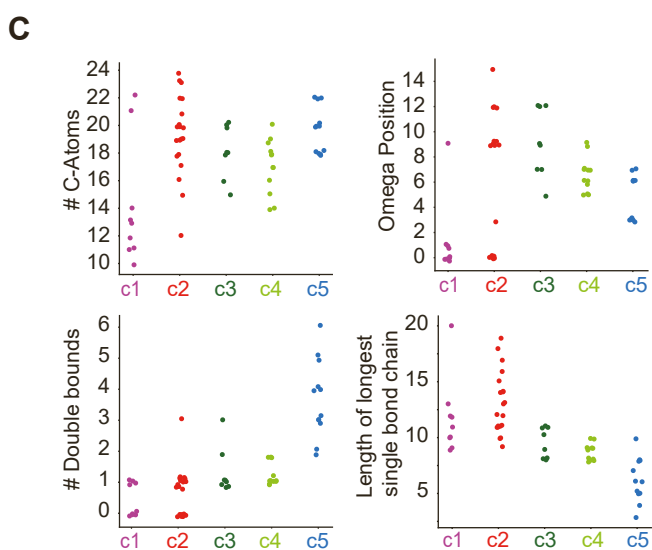 C
# C-Atoms
24
22
20
18
16
14
12
10
c1 c2 c3 c4 c5
Omega Position
14
12
10
8
6
4
2
0
c1 c2 c3 c4 c5
# Double bounds
6
5
4
3
2
1
0
c1 c2 c3 c4 c5
Length of longest
single bond chain
20
15
10
5
c1 c2 c3 c4 c5